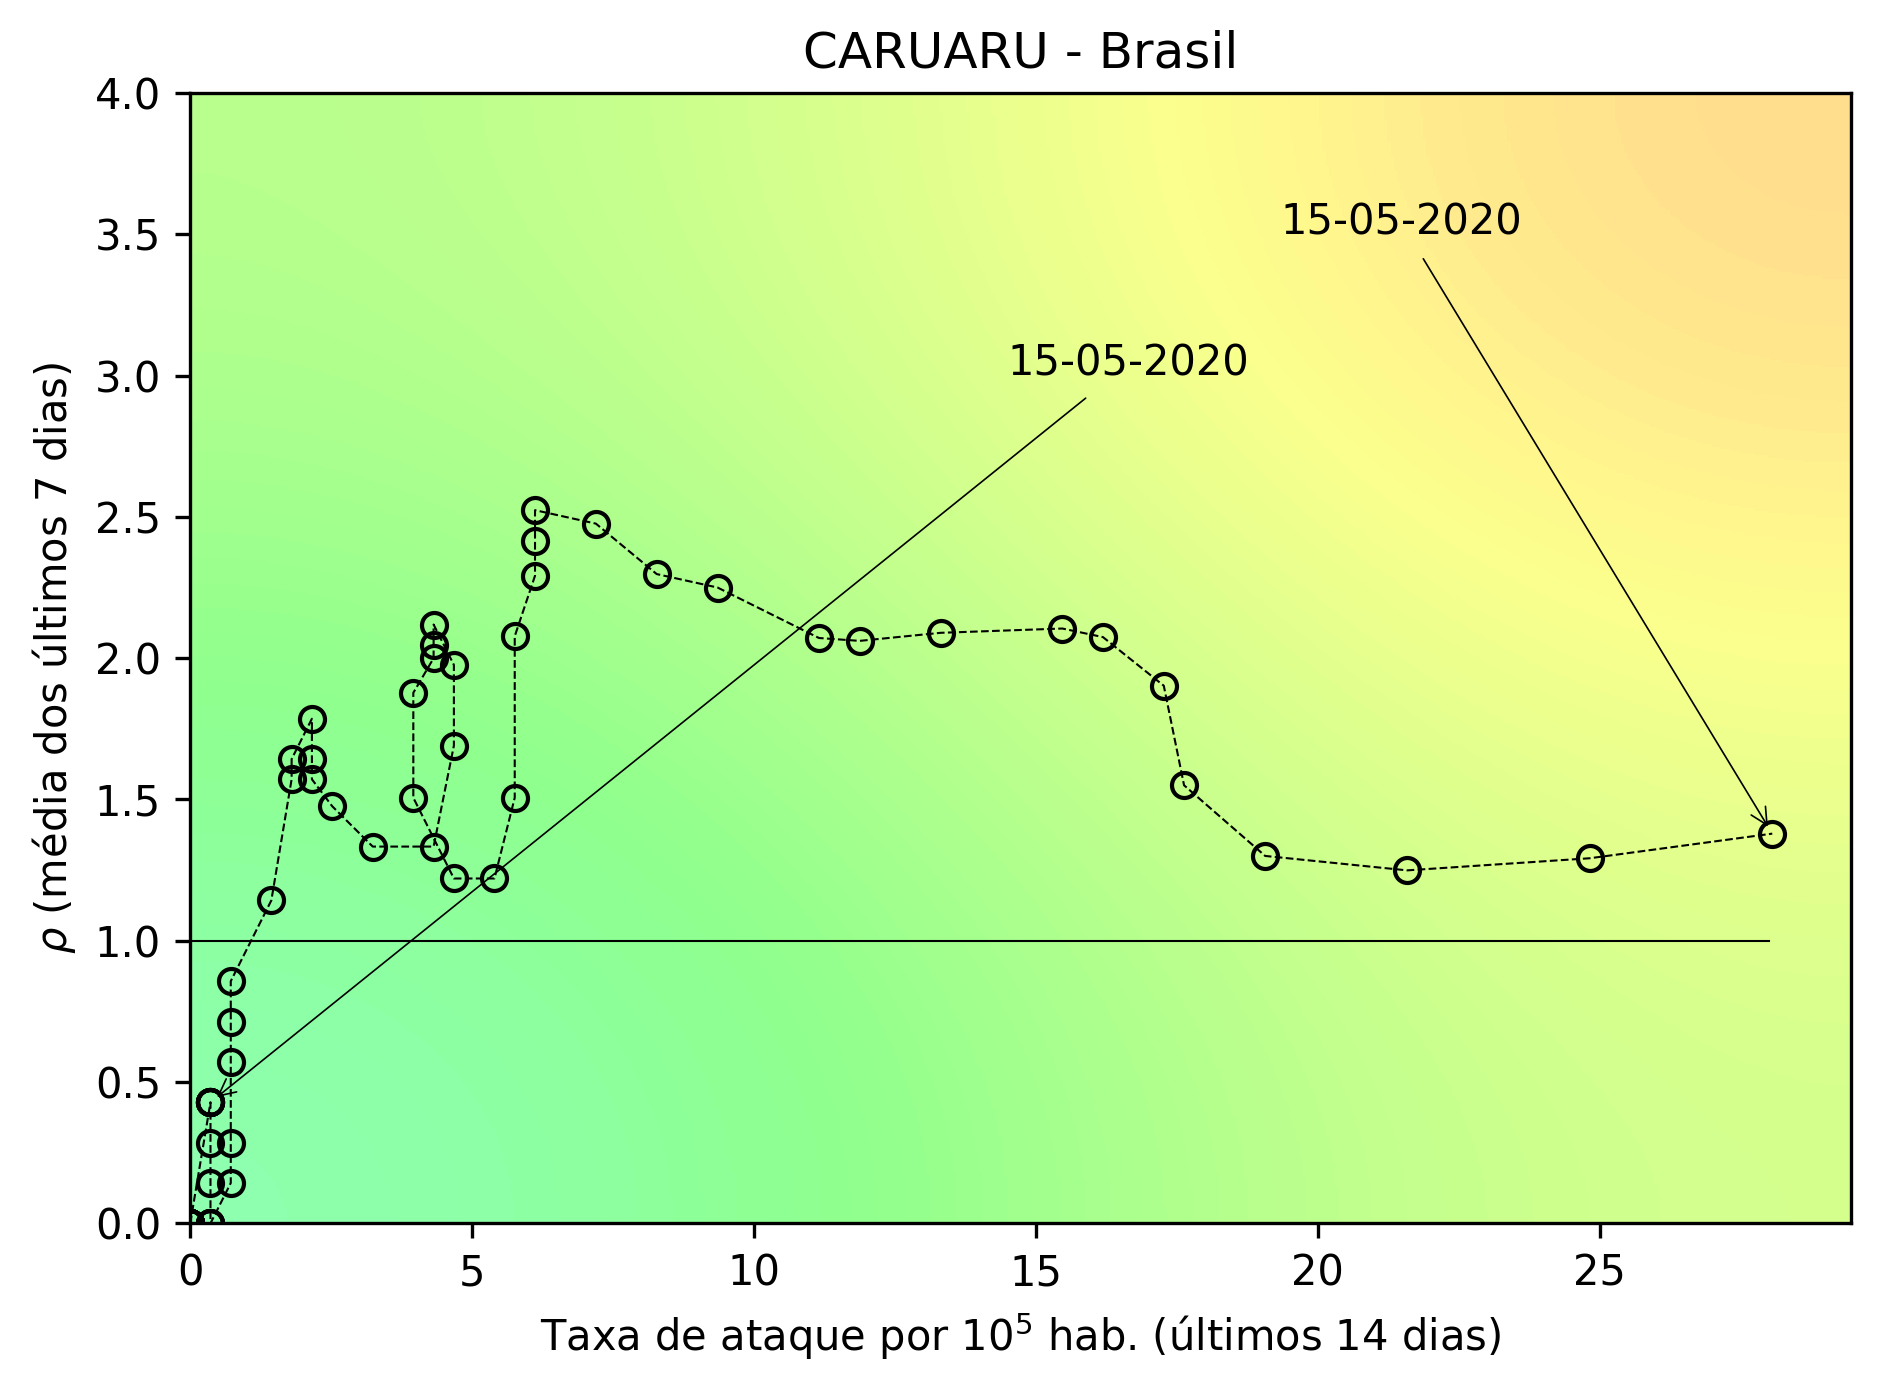 CARUARU - Brasil
4.0
3.5
3.0
2.5
2.0
1.5
1.0
0.5
0.0
ρ (média dos últimos 7 dias)
15-05-2020
15-05-2020
0 5 10 15 20 25
Taxa de ataque por 10⁵ hab. (últimos 14 dias)